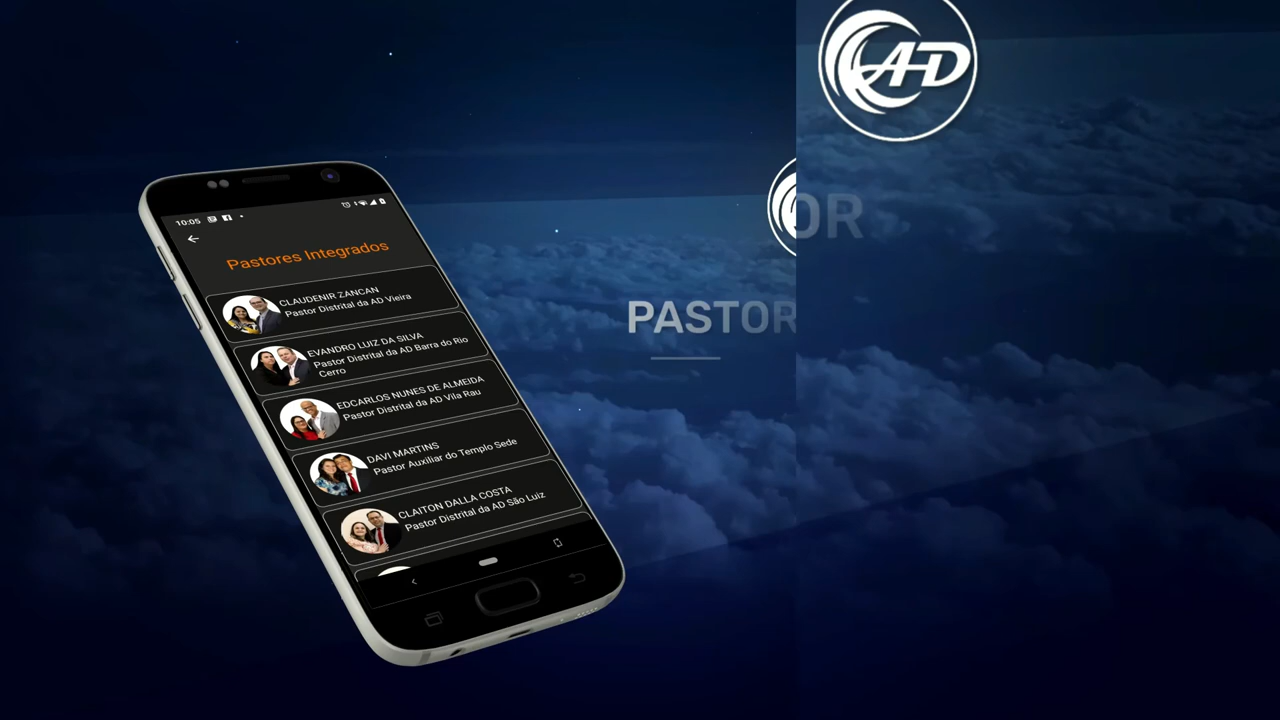 AD
10:05
Pastores Integrados
CLAUDENIR ZANCAN
Pastor Distrital da AD Vieira
EVANDRO LUIZ DA SILVA
Pastor Distrital da AD Barra do Rio
Cerro
EDCARLOS NUNES DE ALMEIDA
Pastor Distrital da AD Vila Rau
DAVI MARTINS
Pastor Auxiliar do Templo Sede
CLAITON DALLA COSTA
Pastor Distrital da AD São Luiz
OR
PASTOR